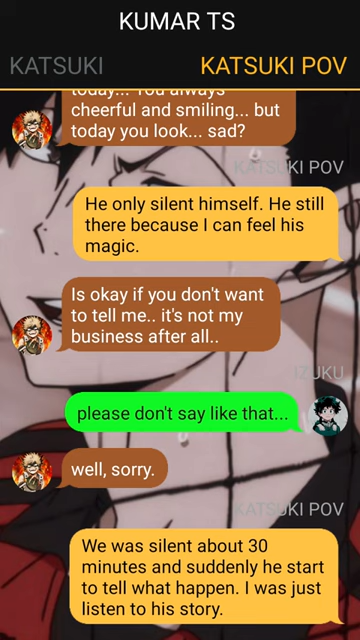 KUMAR TS
KATSUKI
KATSUKI POV
today... You always
cheerful and smiling... but
today you look... sad?
KATSUKI POV
He only silent himself. He still
there because I can feel his
magic.
Is okay if you don't want
to tell me.. it's not my
business after all..
IZUKU
please don't say like that...
well, sorry.
KATSUKI POV
We was silent about 30
minutes and suddenly he start
to tell what happen. I was just
listen to his story.